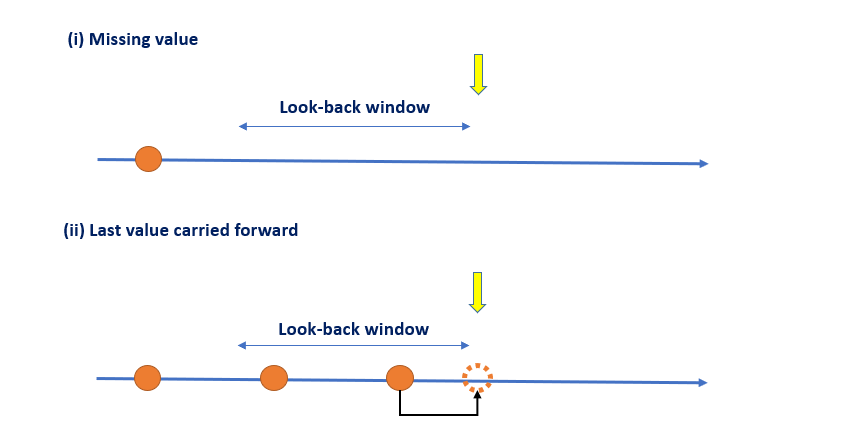 (i) Missing value
Look-back window
(ii) Last value carried forward
Look-back window